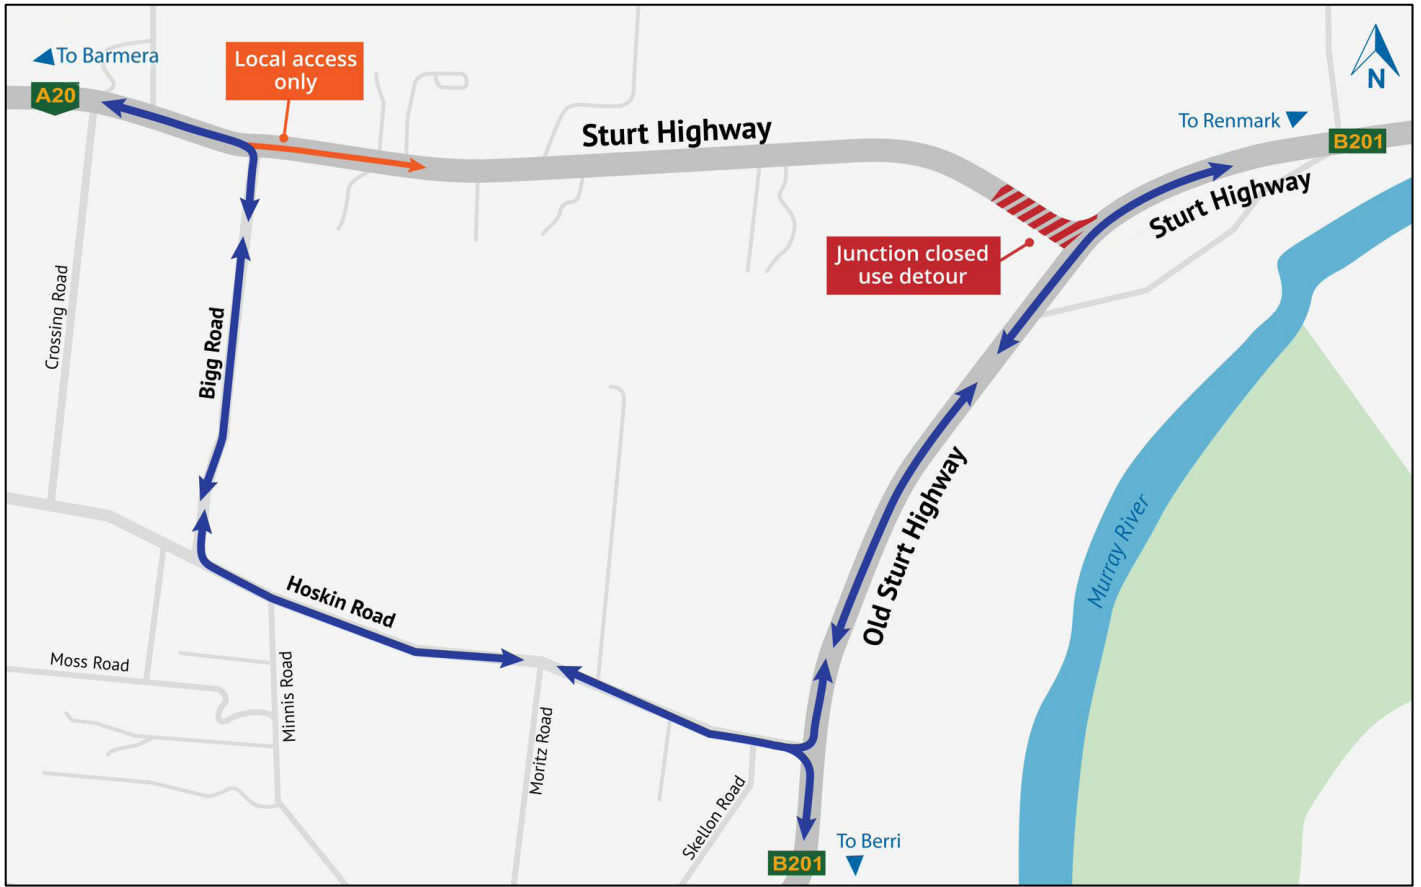 To Barmera
A20
Local access
only
Sturt Highway
To Renmark
B201
N
Sturt Highway
Junction closed
use detour
Crossing Road
Bigg Road
Old Sturt Highway
Murray River
Hoskin Road
Moss Road
Minnis Road
Moritz Road
Skellon Road
To Berri
B201